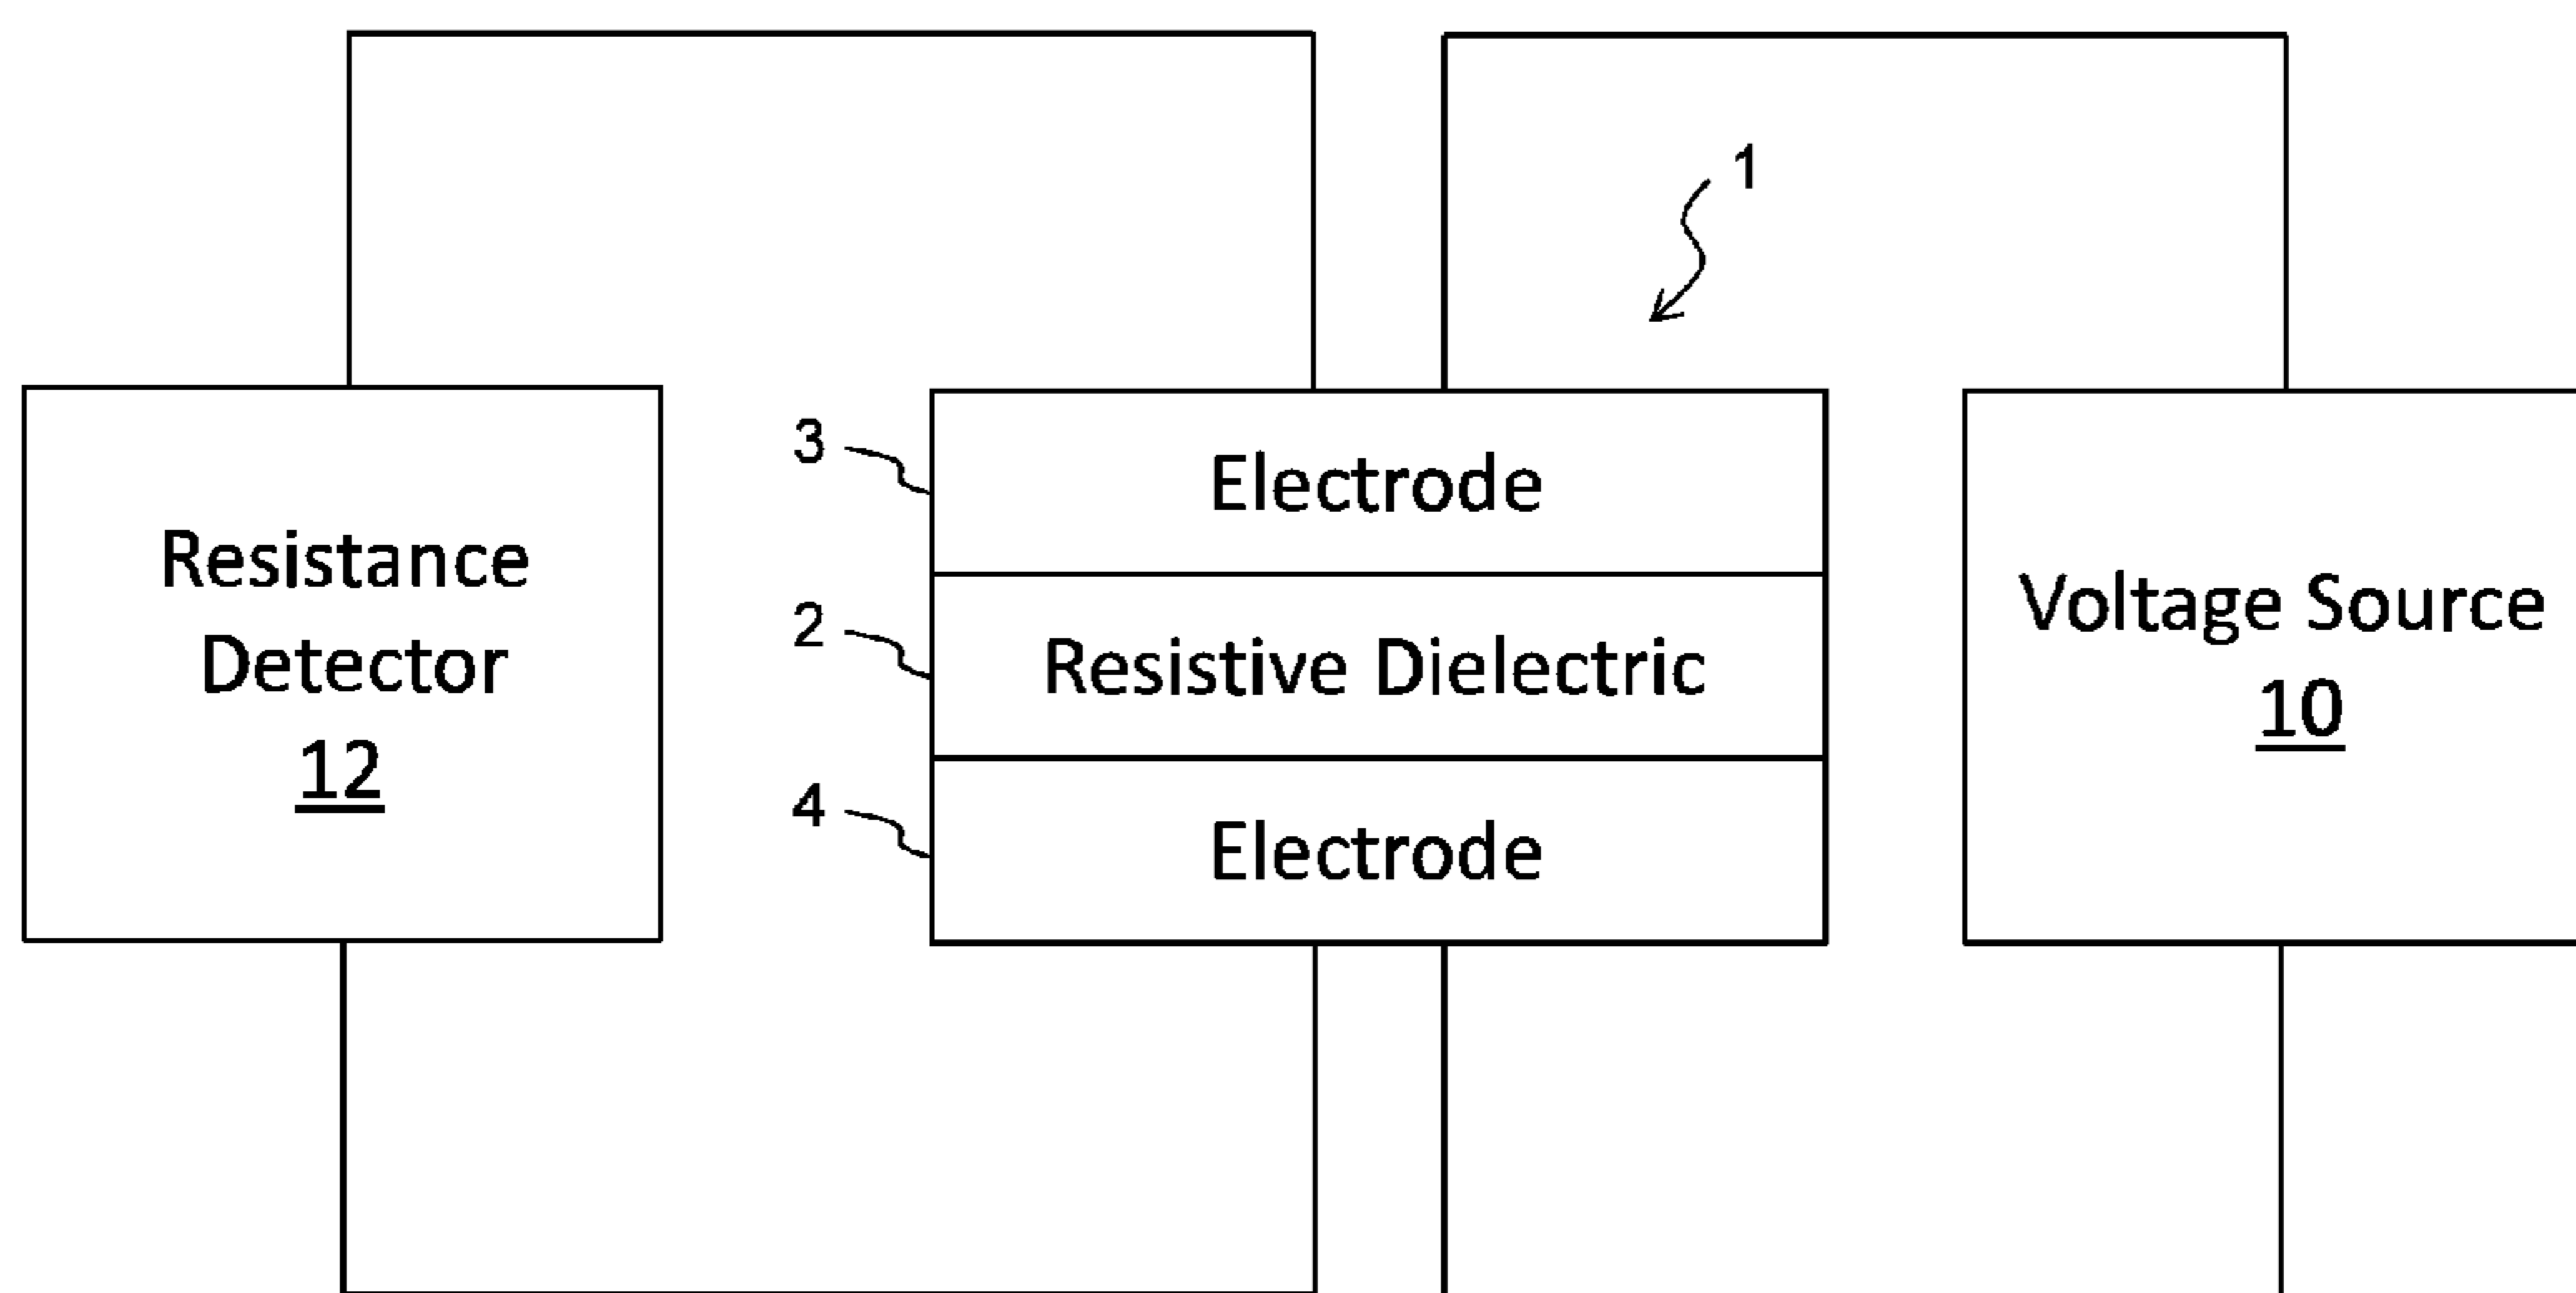 1
3
Electrode
Resistance
Detector
12
2
Resistive Dielectric
4
Electrode
Voltage Source
10